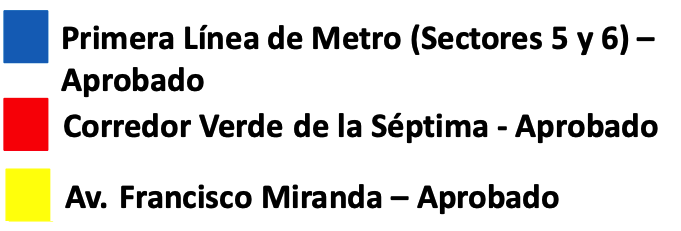 Primera Línea de Metro (Sectores 5 y 6) –
Aprobado
Corredor Verde de la Séptima - Aprobado
Av. Francisco Miranda – Aprobado